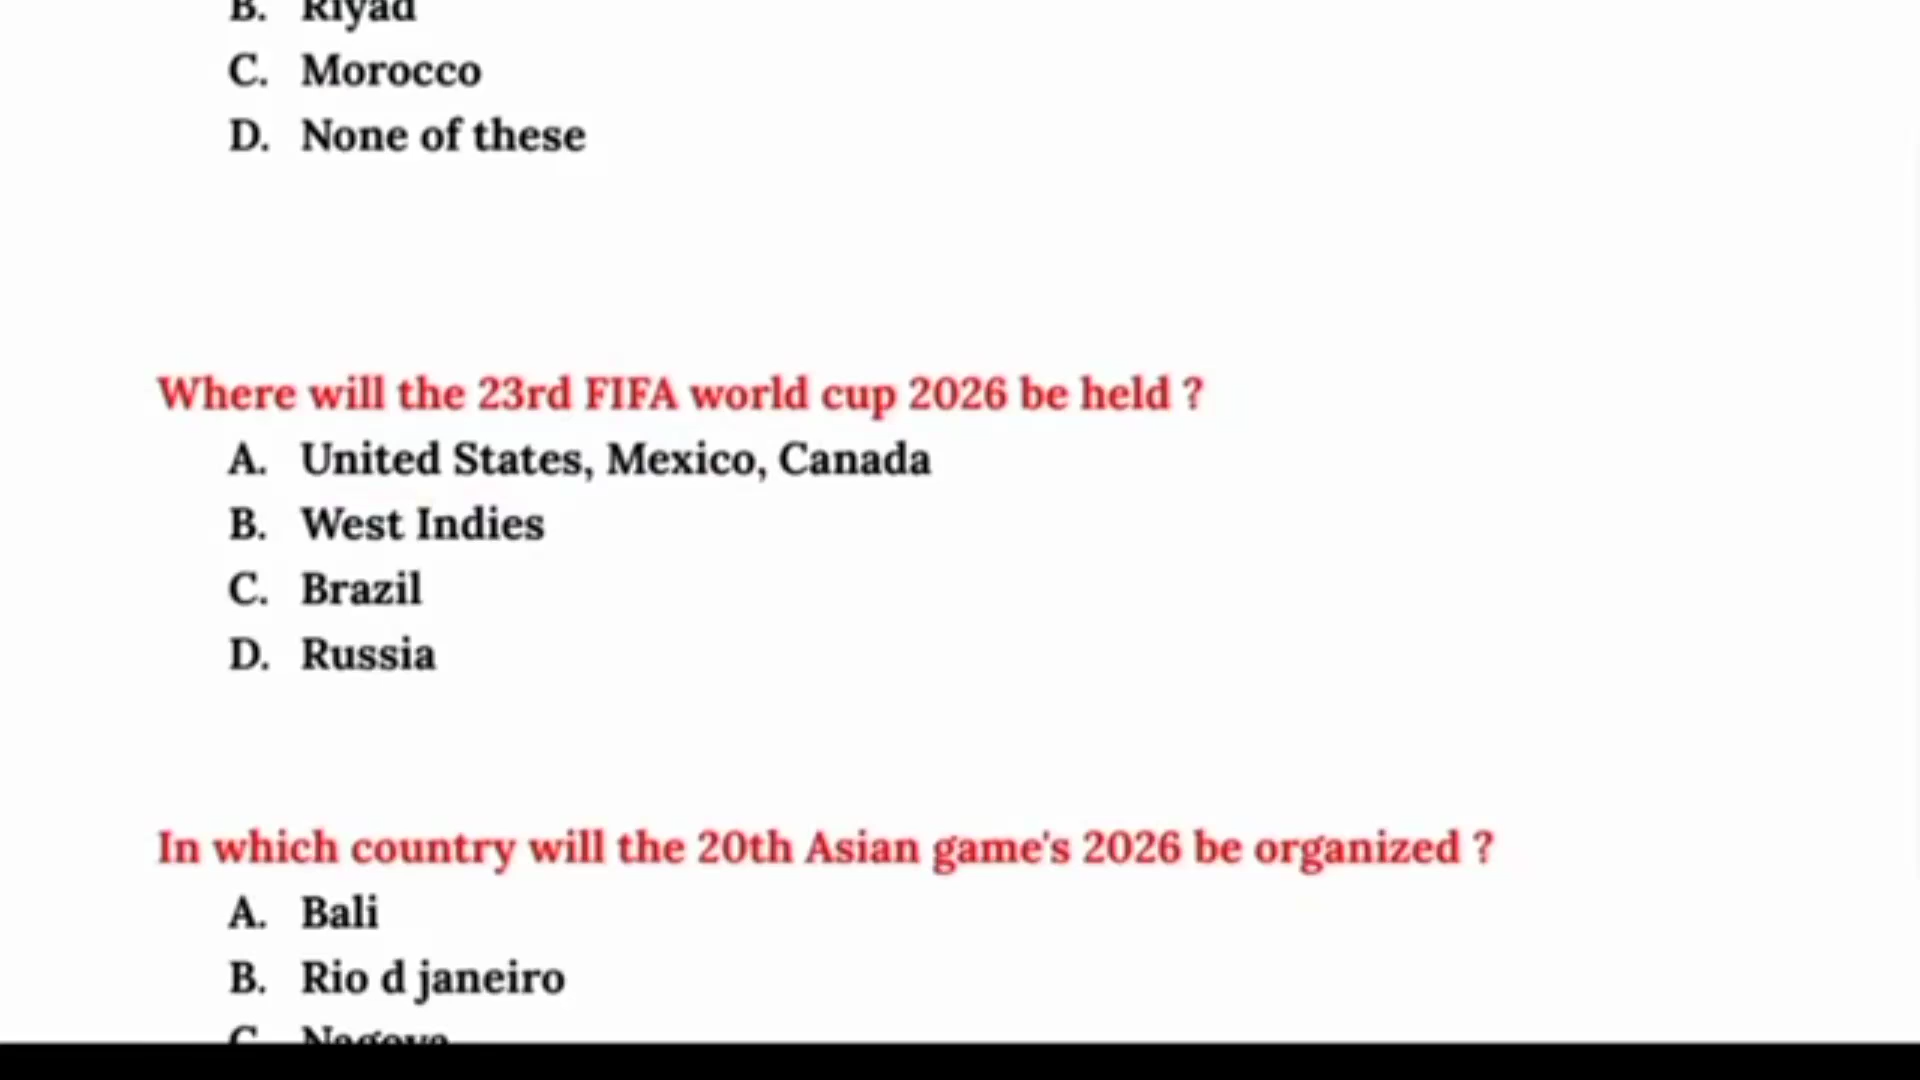 B. Riyad
C. Morocco
D. None of these
Where will the 23rd FIFA world cup 2026 be held ?
A. United States, Mexico, Canada
B. West Indies
C. Brazil
D. Russia
In which country will the 20th Asian game's 2026 be organized ?
A. Bali
B. Rio d janeiro
C. Nagoya